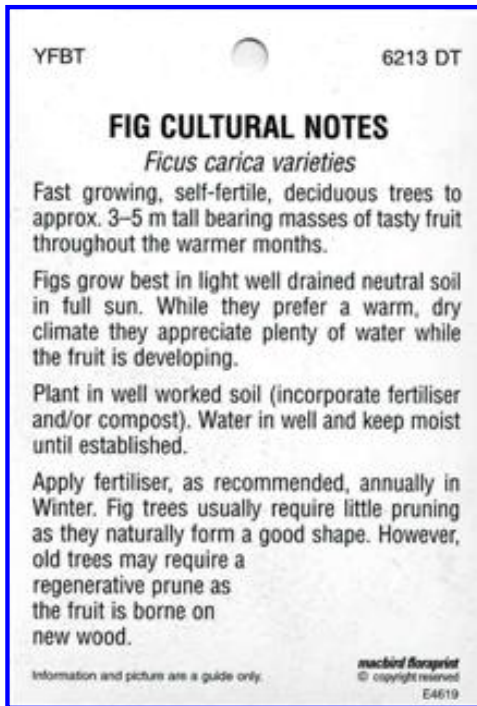 YFBT 6213 DT
FIG CULTURAL NOTES
Ficus carica varieties
Fast growing, self-fertile, deciduous trees to
approx. 3–5 m tall bearing masses of tasty fruit
throughout the warmer months.
Figs grow best in light well drained neutral soil
in full sun. While they prefer a warm, dry
climate they appreciate plenty of water while
the fruit is developing.
Plant in well worked soil (incorporate fertiliser
and/or compost). Water in well and keep moist
until established.
Apply fertiliser, as recommended, annually in
Winter. Fig trees usually require little pruning
as they naturally form a good shape. However,
old trees may require a
regenerative prune as
the fruit is borne on
new wood.
Information and picture are a guide only.
macbird floraprint
© copyright reserved
E4619